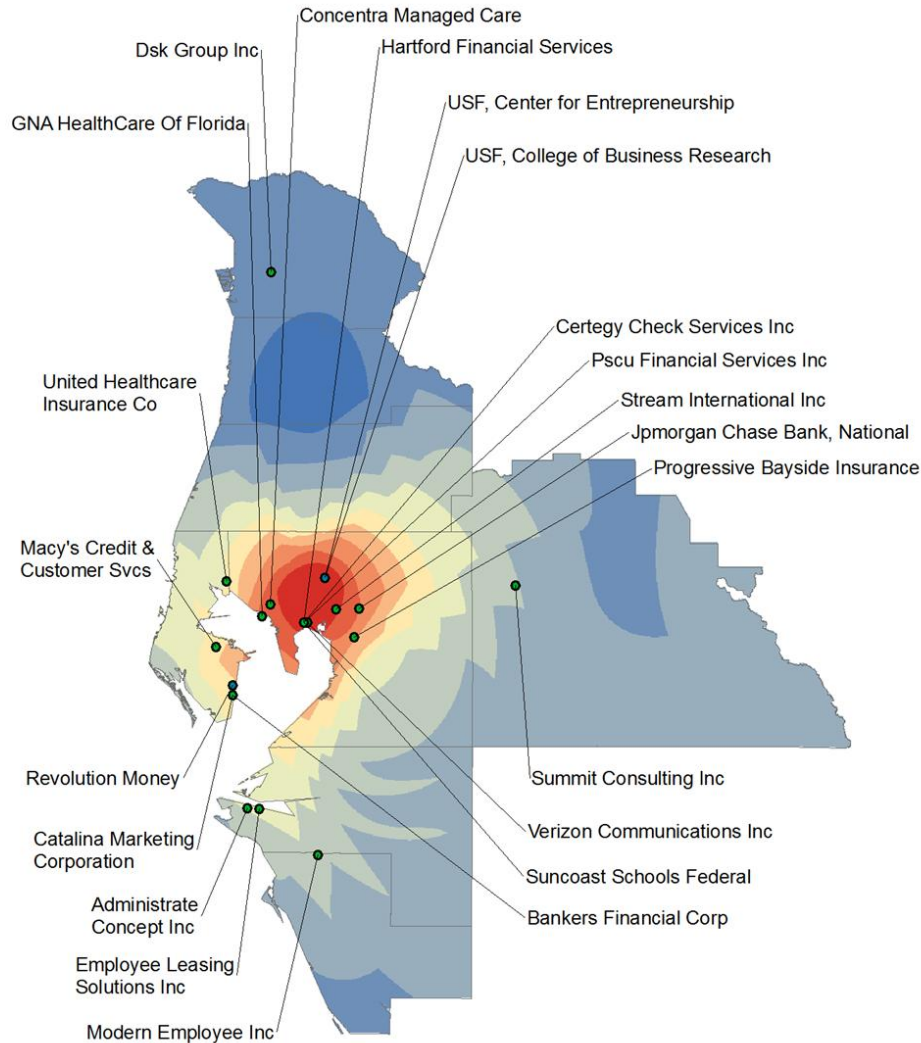 Concentra Managed Care
Dsk Group Inc
Hartford Financial Services
USF, Center for Entrepreneurship
GNA HealthCare Of Florida
USF, College of Business Research
Certegy Check Services Inc
Pscu Financial Services Inc
United Healthcare
Insurance Co
Stream International Inc
Jpmorgan Chase Bank, National
Progressive Bayside Insurance
Macy's Credit &
Customer Svcs
Revolution Money
Summit Consulting Inc
Catalina Marketing
Corporation
Verizon Communications Inc
Suncoast Schools Federal
Administrate
Concept Inc
Bankers Financial Corp
Employee Leasing
Solutions Inc
Modern Employee Inc